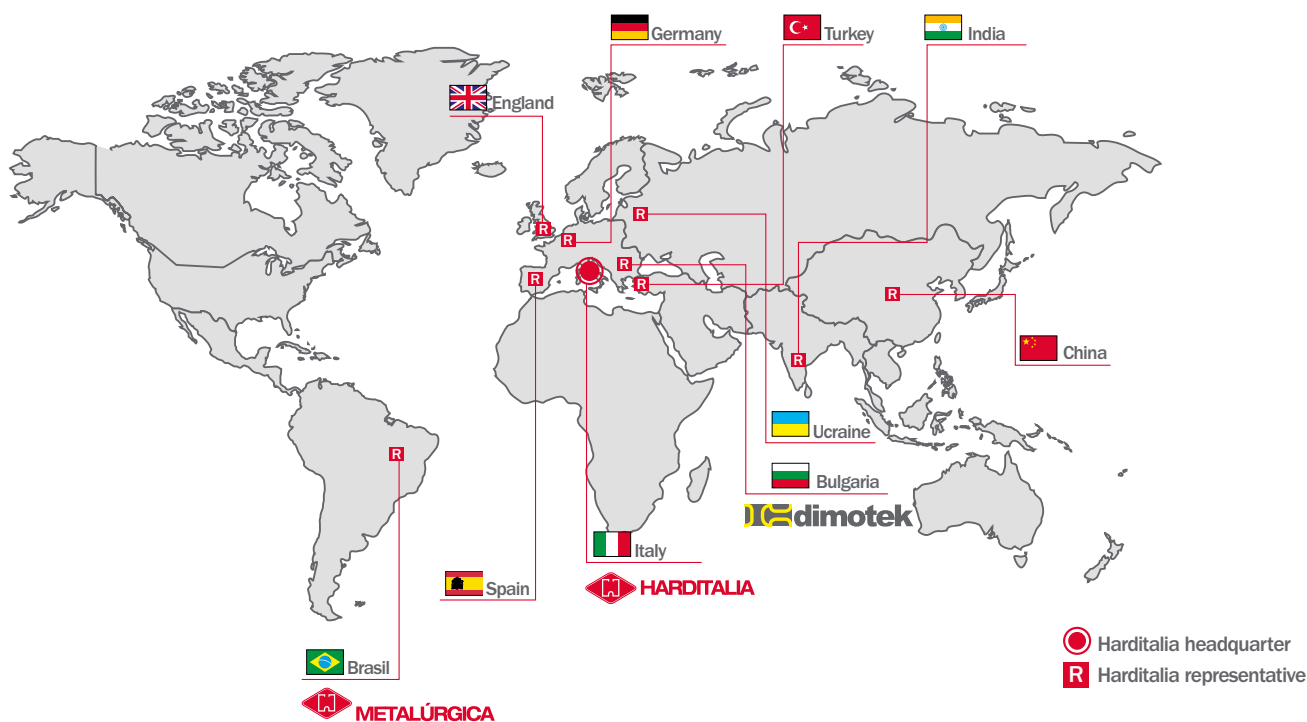 Germany
Turkey
India
England
R
R
R
R
R
R
R
R
R
China
Ucraine
Bulgaria
dimotek
Italy
HARDITALIA
Spain
Brasil
METALÚRGICA
Harditalia headquarter
R Harditalia representative